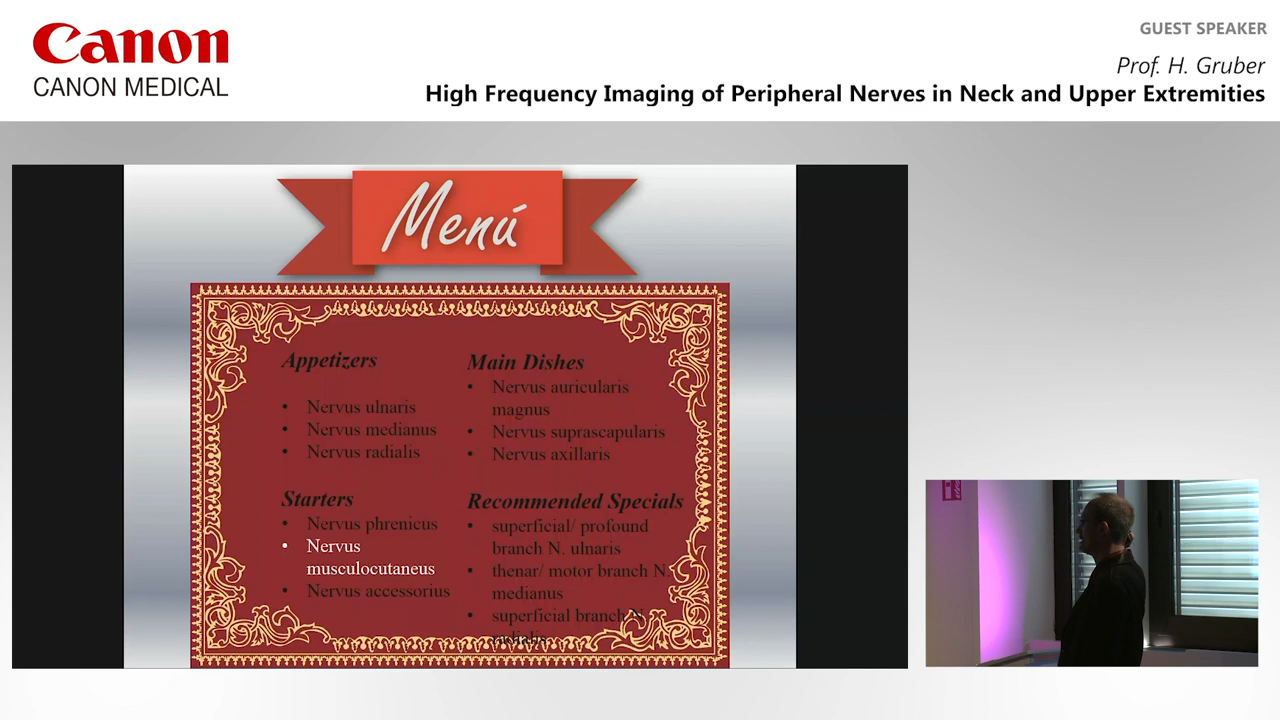 Canon
CANON MEDICAL
GUEST SPEAKER
Prof. H. Gruber
High Frequency Imaging of Peripheral Nerves in Neck and Upper Extremities
Menú
Appetizers
• Nervus ulnaris
• Nervus medianus
• Nervus radialis
Starters
• Nervus phrenicus
• Nervus
musculocutaneus
• Nervus accessorius
Main Dishes
• Nervus auricularis
magnus
• Nervus suprascapularis
• Nervus axillaris
Recommended Specials
• superficial/ profound
branch N. ulnaris
• thenar/ motor branch N.
medianus
• superficial branch N.
radialis